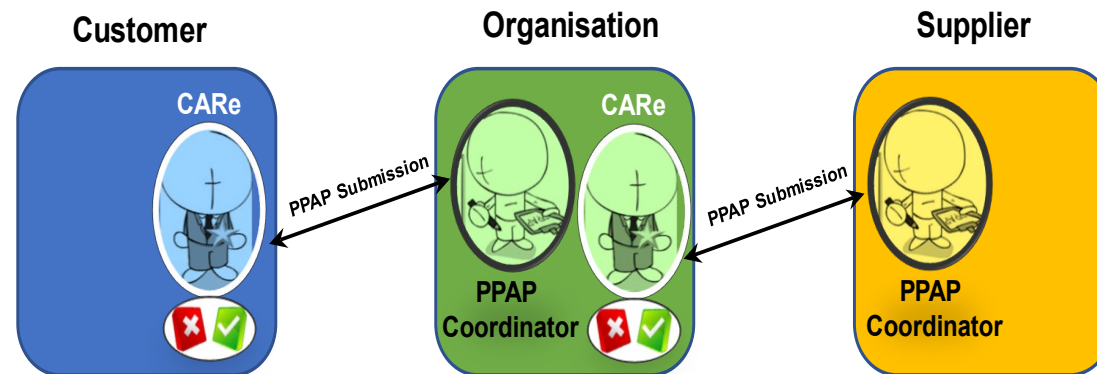 Customer
Organisation
Supplier
CARe
CARe
PPAP Submission
PPAP Submission
PPAP
Coordinator
PPAP
Coordinator